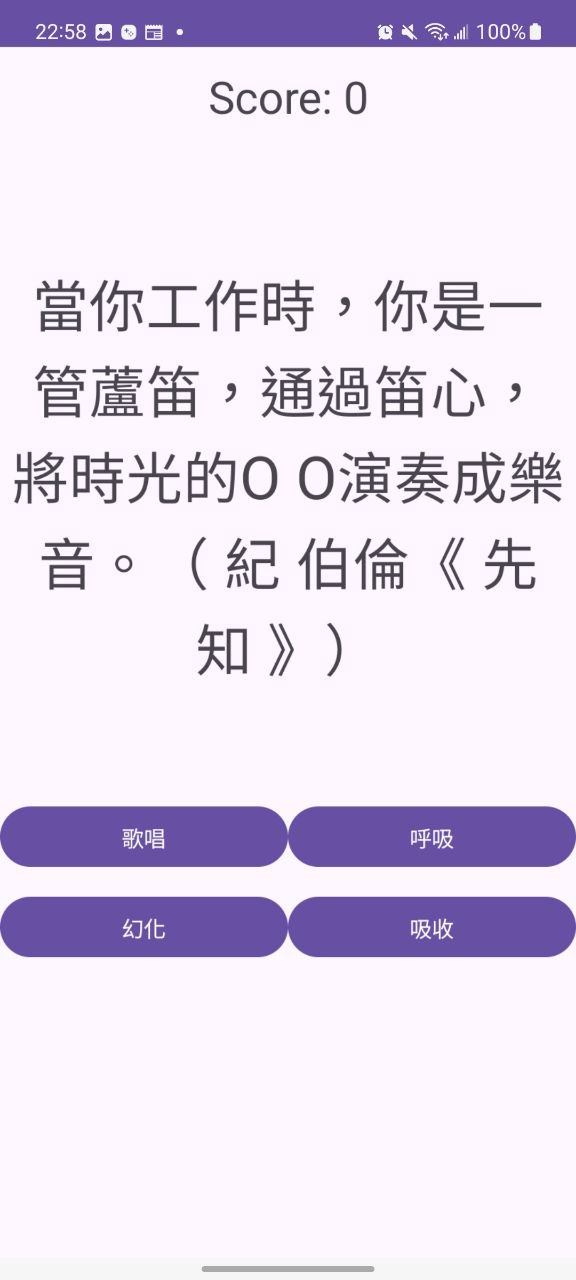 22:58
100%
Score: 0
當你工作時，你是一
管蘆笛，通過笛心，
將時光的O O演奏成樂
音。（ 紀 伯倫《 先
知 》）
歌唱
呼吸
幻化
吸收